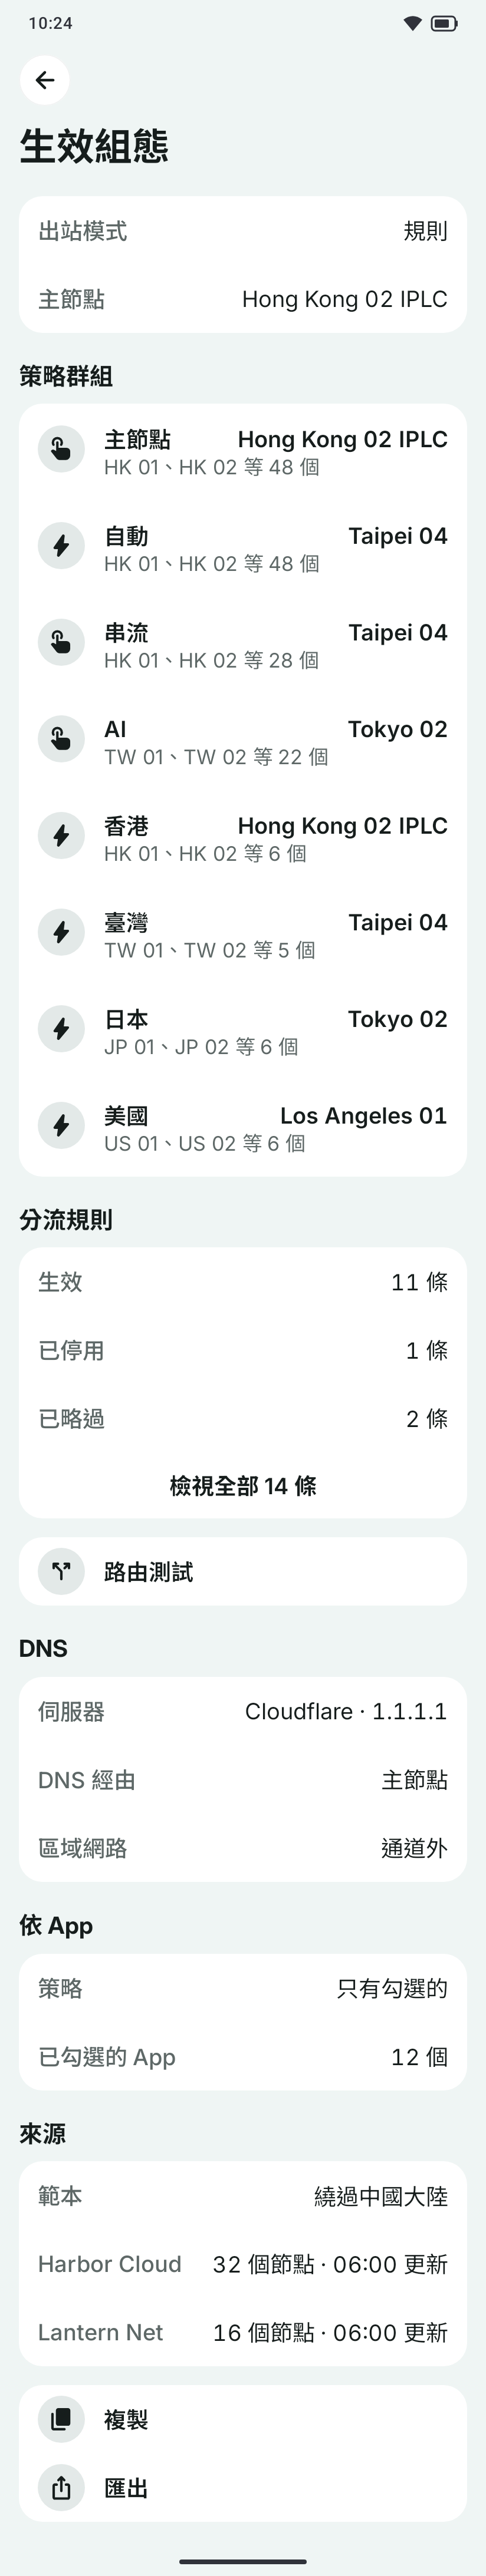 10:24
生效組態
出站模式 規則
主節點 Hong Kong 02 IPLC
策略群組
主節點 Hong Kong 02 IPLC
HK 01、HK 02 等 48 個
自動 Taipei 04
HK 01、HK 02 等 48 個
串流 Taipei 04
HK 01、HK 02 等 28 個
AI Tokyo 02
TW 01、TW 02 等 22 個
香港 Hong Kong 02 IPLC
HK 01、HK 02 等 6 個
臺灣 Taipei 04
TW 01、TW 02 等 5 個
日本 Tokyo 02
JP 01、JP 02 等 6 個
美國 Los Angeles 01
US 01、US 02 等 6 個
分流規則
生效 11 條
已停用 1 條
已略過 2 條
檢視全部 14 條
路由測試
DNS
伺服器 Cloudflare · 1.1.1.1
DNS 經由 主節點
區域網路 通道外
依 App
策略 只有勾選的
已勾選的 App 12 個
來源
範本 繞過中國大陸
Harbor Cloud 32 個節點 · 06:00 更新
Lantern Net 16 個節點 · 06:00 更新
複製
匯出